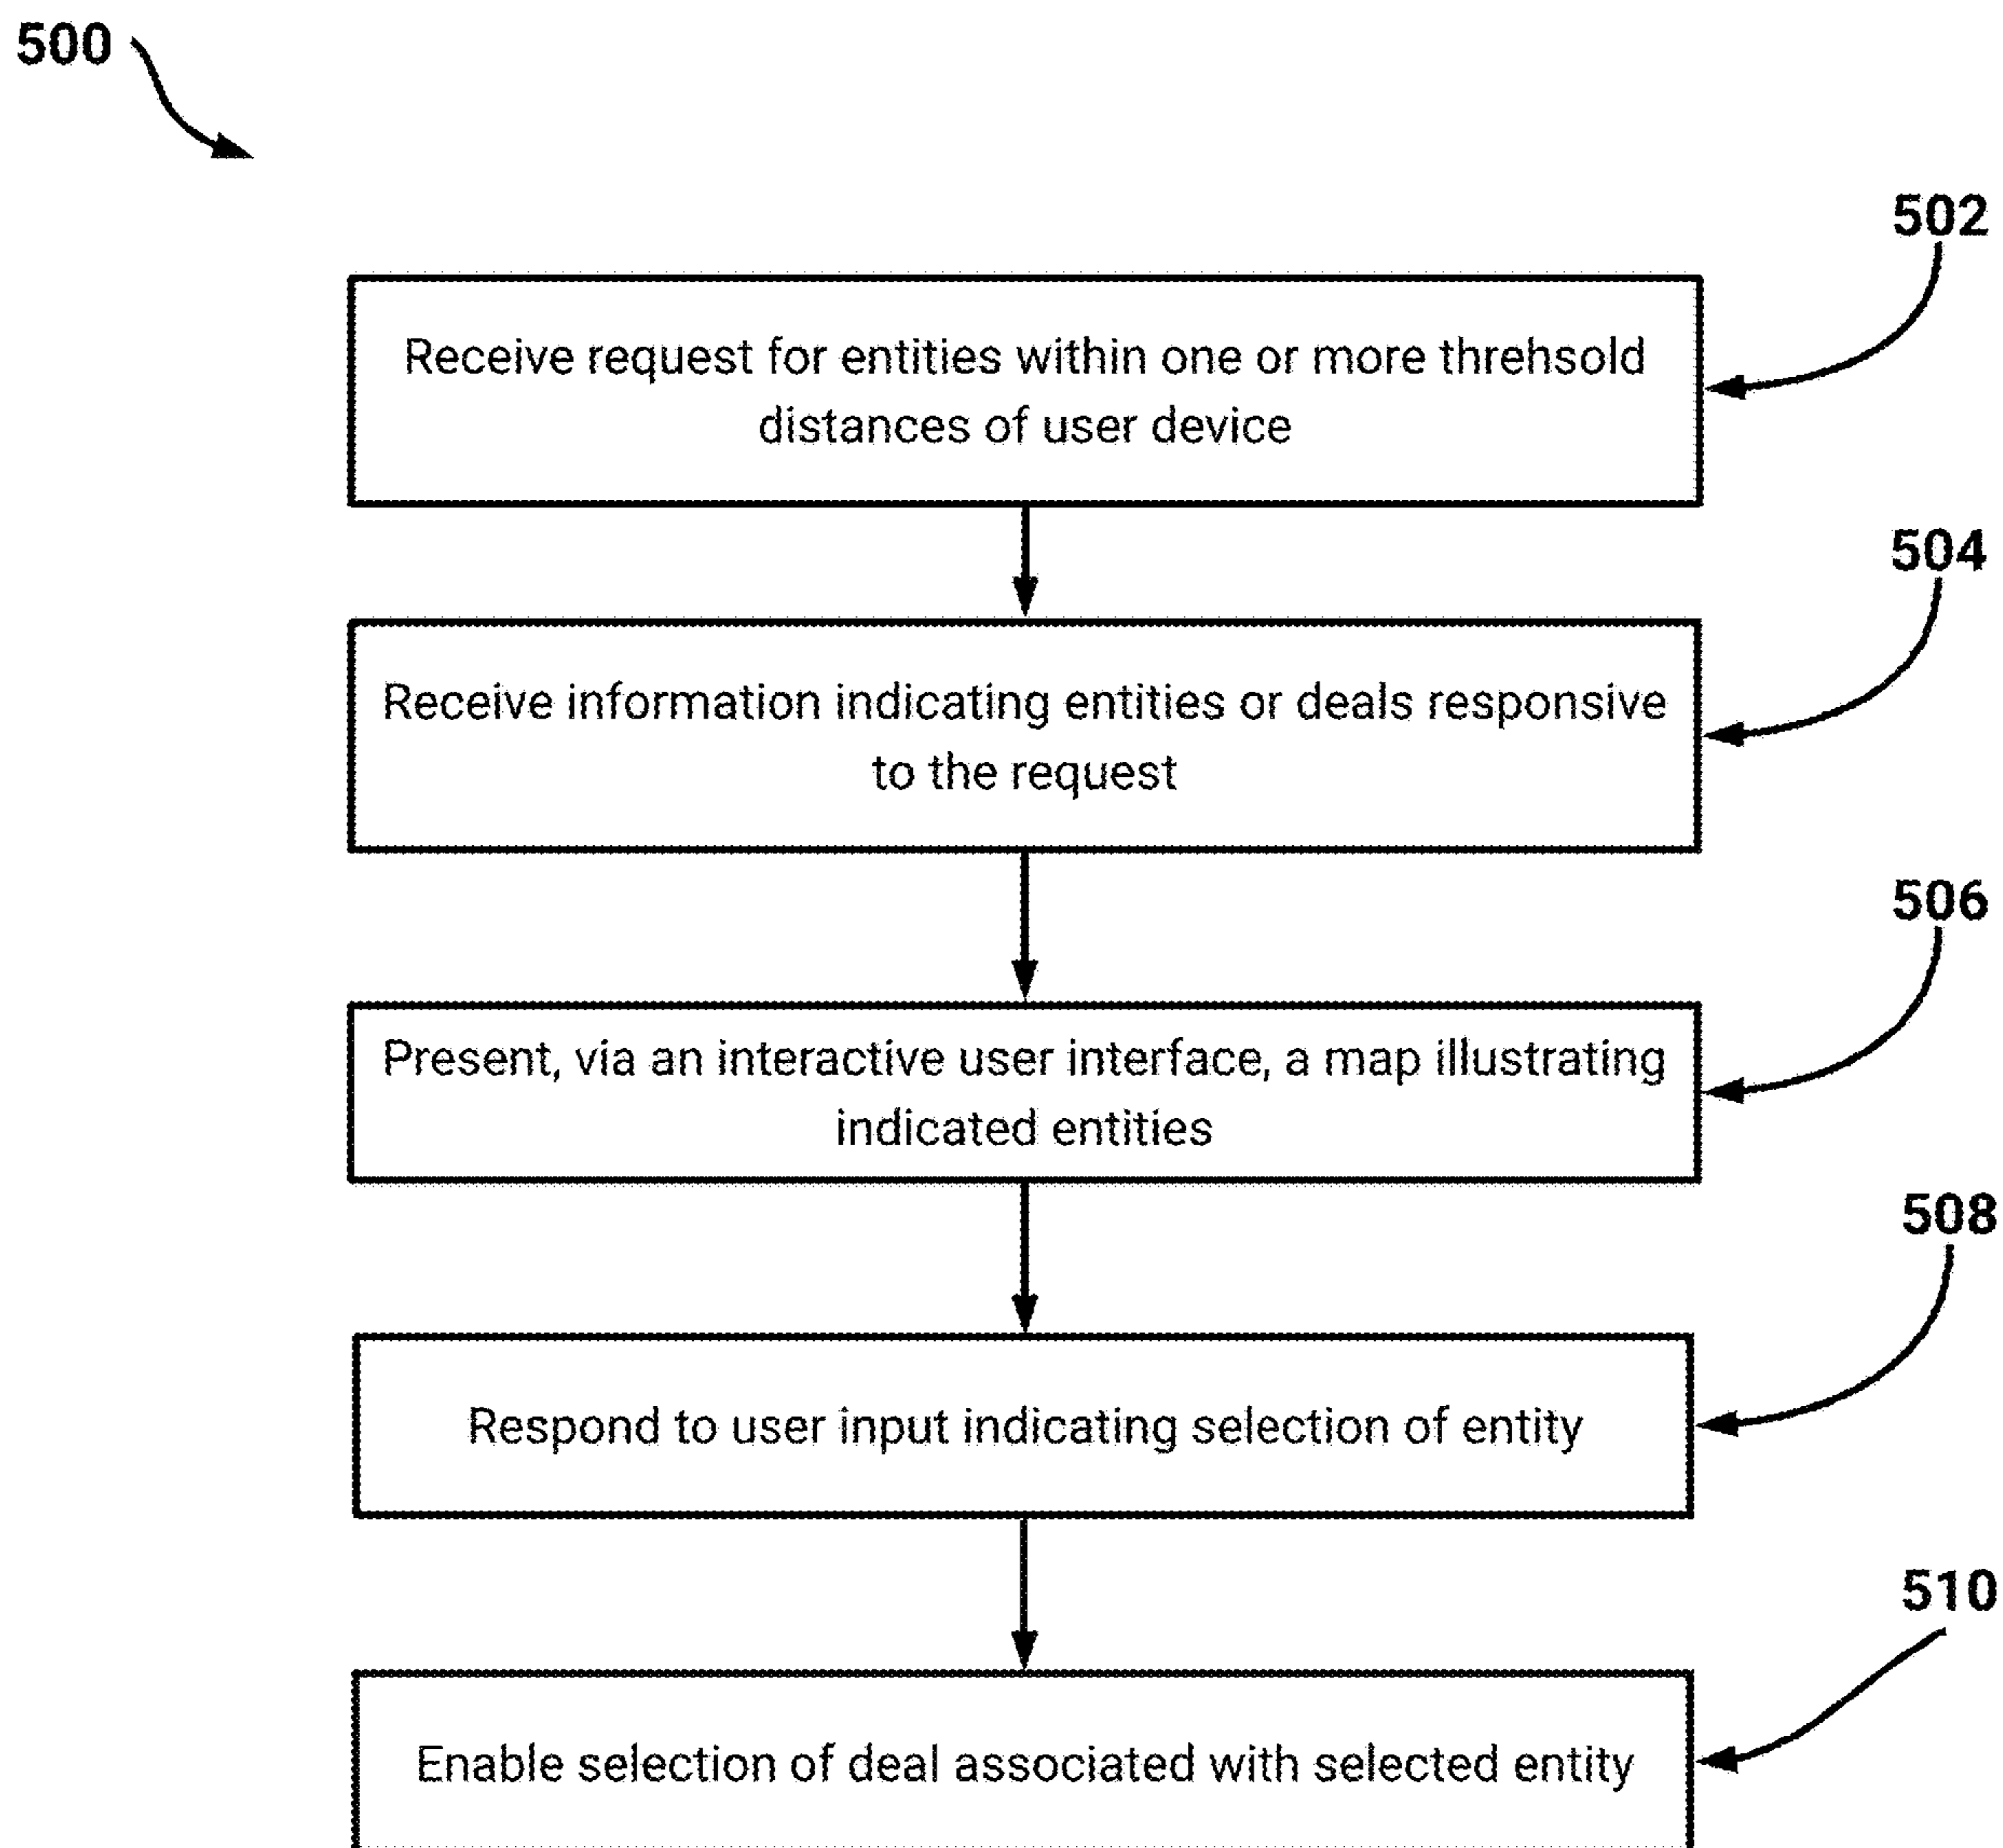 500
502
Receive request for entities within one or more threhsold
distances of user device
504
Receive information indicating entities or deals responsive
to the request
506
Present, via an interactive user interface, a map illustrating
indicated entities
508
Respond to user input indicating selection of entity
510
Enable selection of deal associated with selected entity